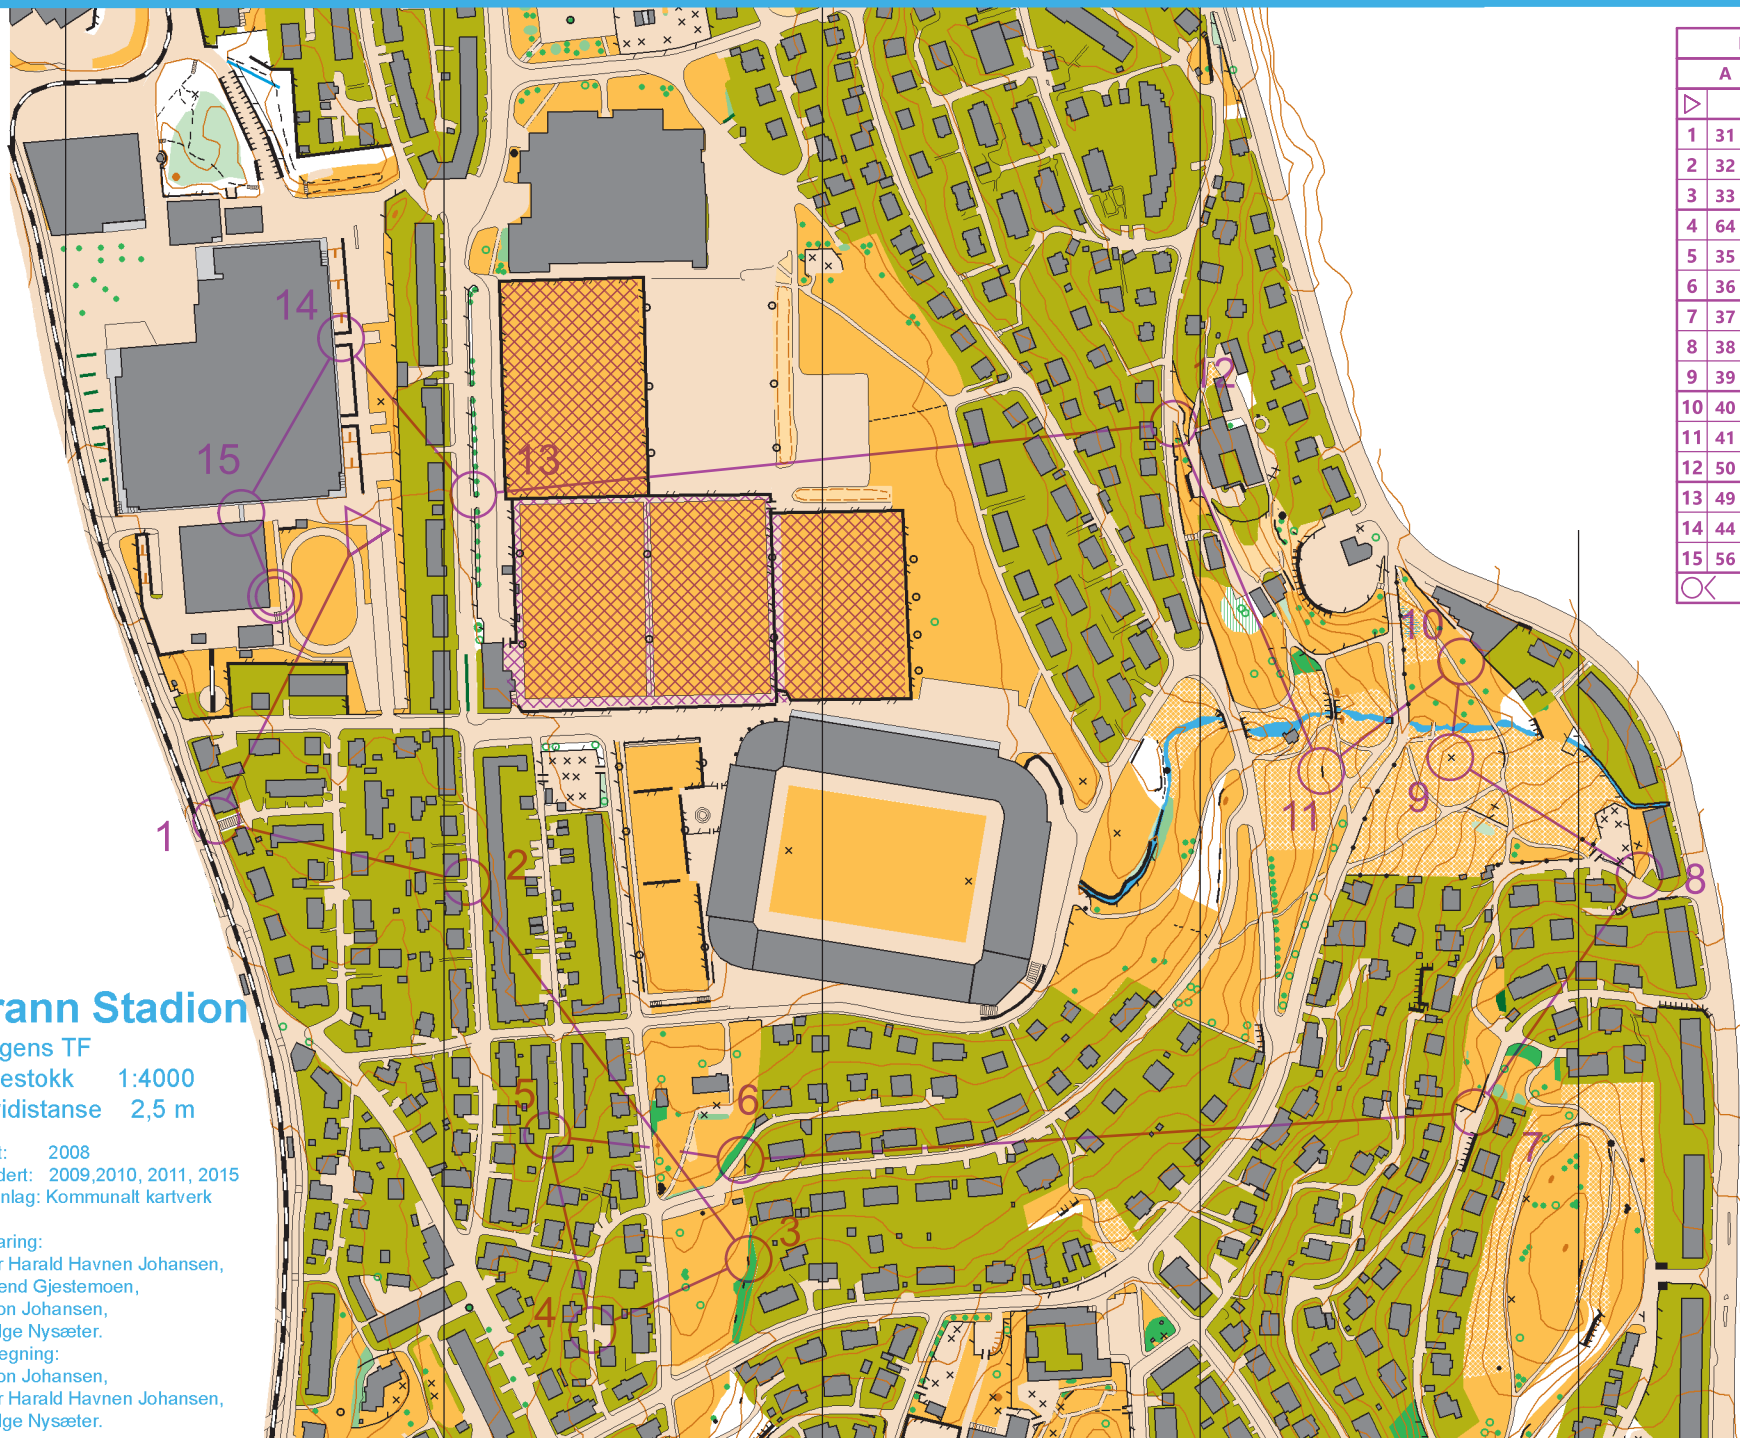 A
1 31
2 32
3 33
4 64
5 35
6 36
7 37
8 38
9 39
10 40
11 41
12 50
13 49
14 44
15 56
14
12
13
15
10
9
11
1
2
8
5
6
7
3
4
rann Stadion
gens TF
estokk 1:4000
idistanse 2,5 m
t: 2008
dert: 2009,2010, 2011, 2015
nlag: Kommunalt kartverk
aring:
r Harald Havnen Johansen,
end Gjestemoen,
on Johansen,
lge Nysæter.
egning:
on Johansen,
r Harald Havnen Johansen,
lge Nysæter.